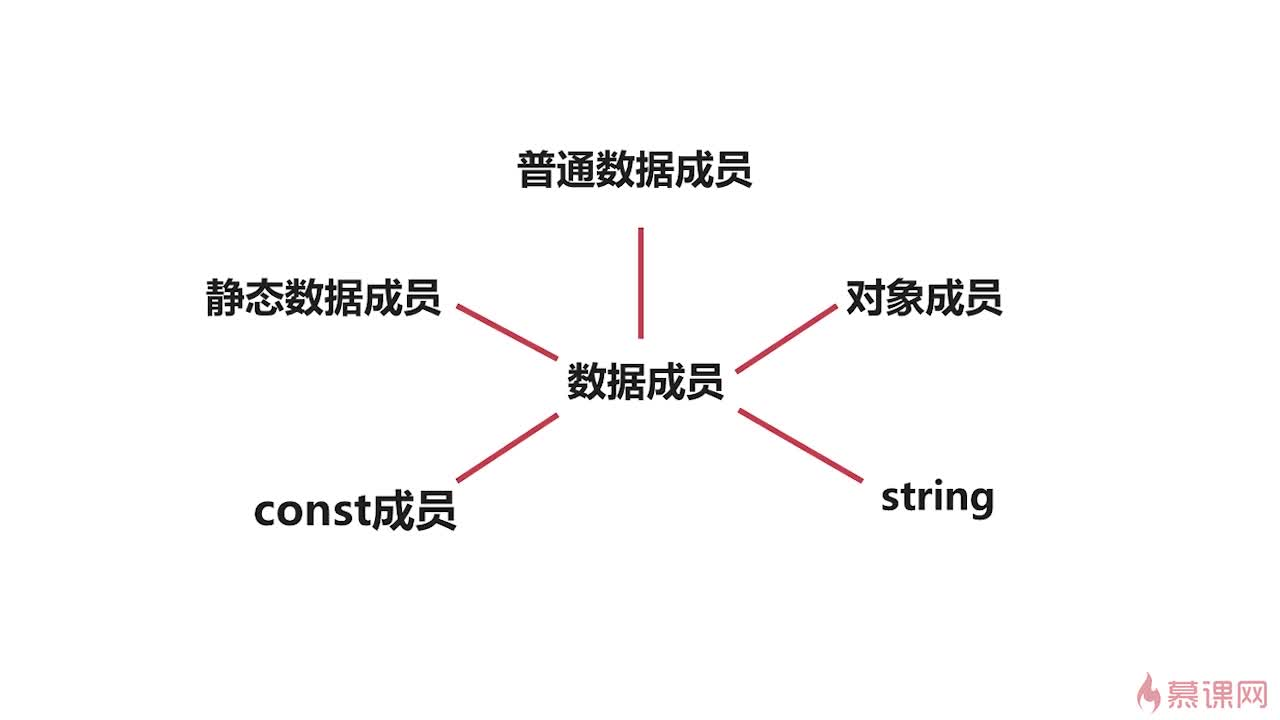 普通数据成员
静态数据成员
对象成员
数据成员
const成员
string
慕课网